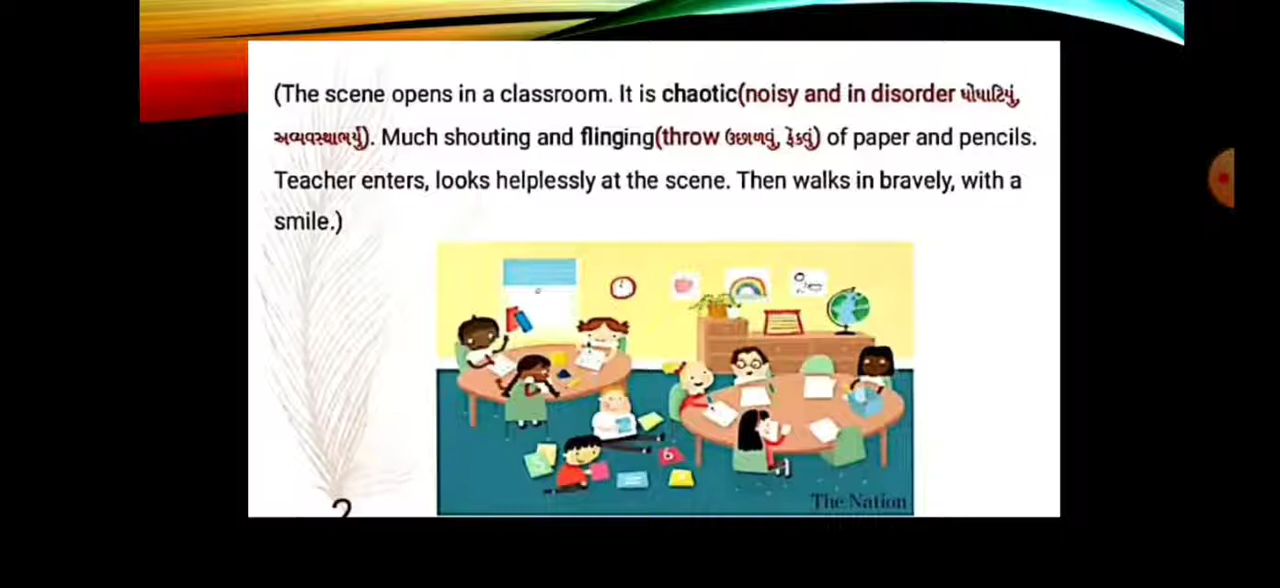 (The scene opens in a classroom. It is chaotic(noisy and in disorder ઘોંઘાટિયું,
અવ્યવસ્થાભર્યું). Much shouting and flinging(throw ઉછાળવું, ફેંકવું) of paper and pencils.
Teacher enters, looks helplessly at the scene. Then walks in bravely, with a
smile.)
6
The Nation
2